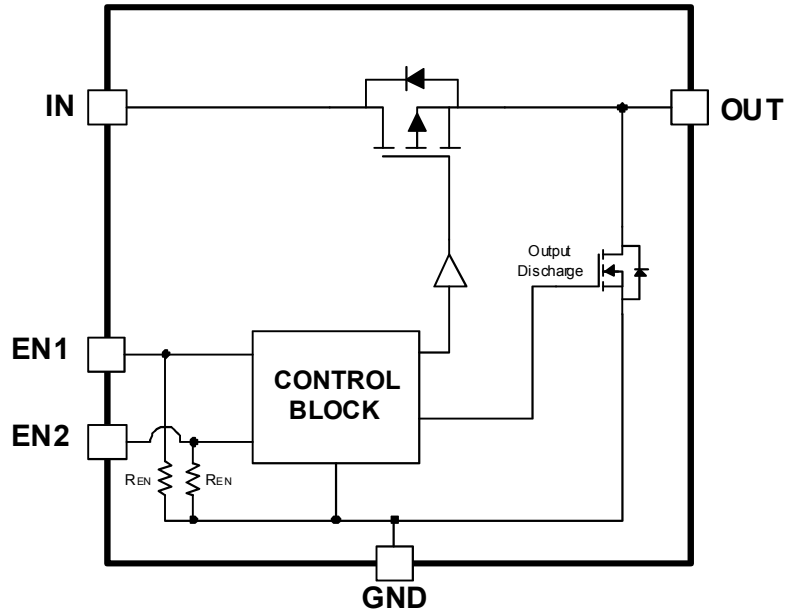 IN
OUT
Output
Discharge
EN1
CONTROL
BLOCK
EN2
REN
REN
GND